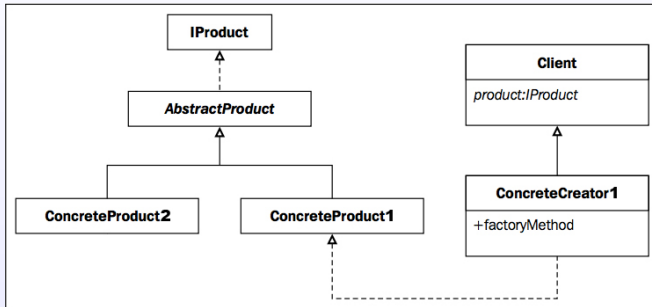 IProduct
Client
product:IProduct
AbstractProduct
ConcreteProduct2
ConcreteProduct1
ConcreteCreator1
+factoryMethod